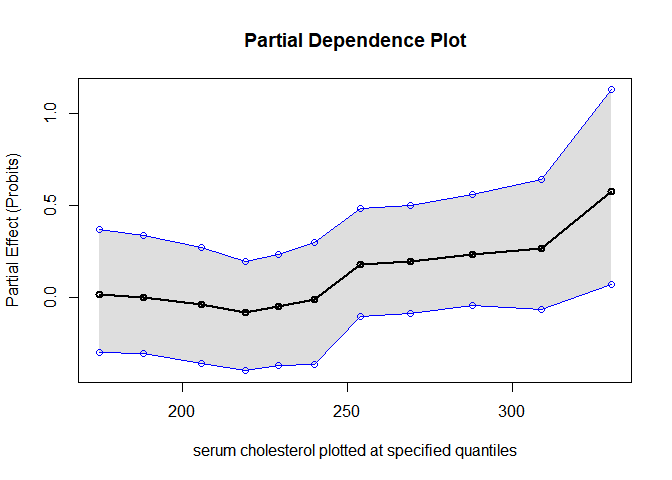 Partial Dependence Plot
Partial Effect (Probits)
1.0
0.5
0.0
200 250 300
serum cholesterol plotted at specified quantiles